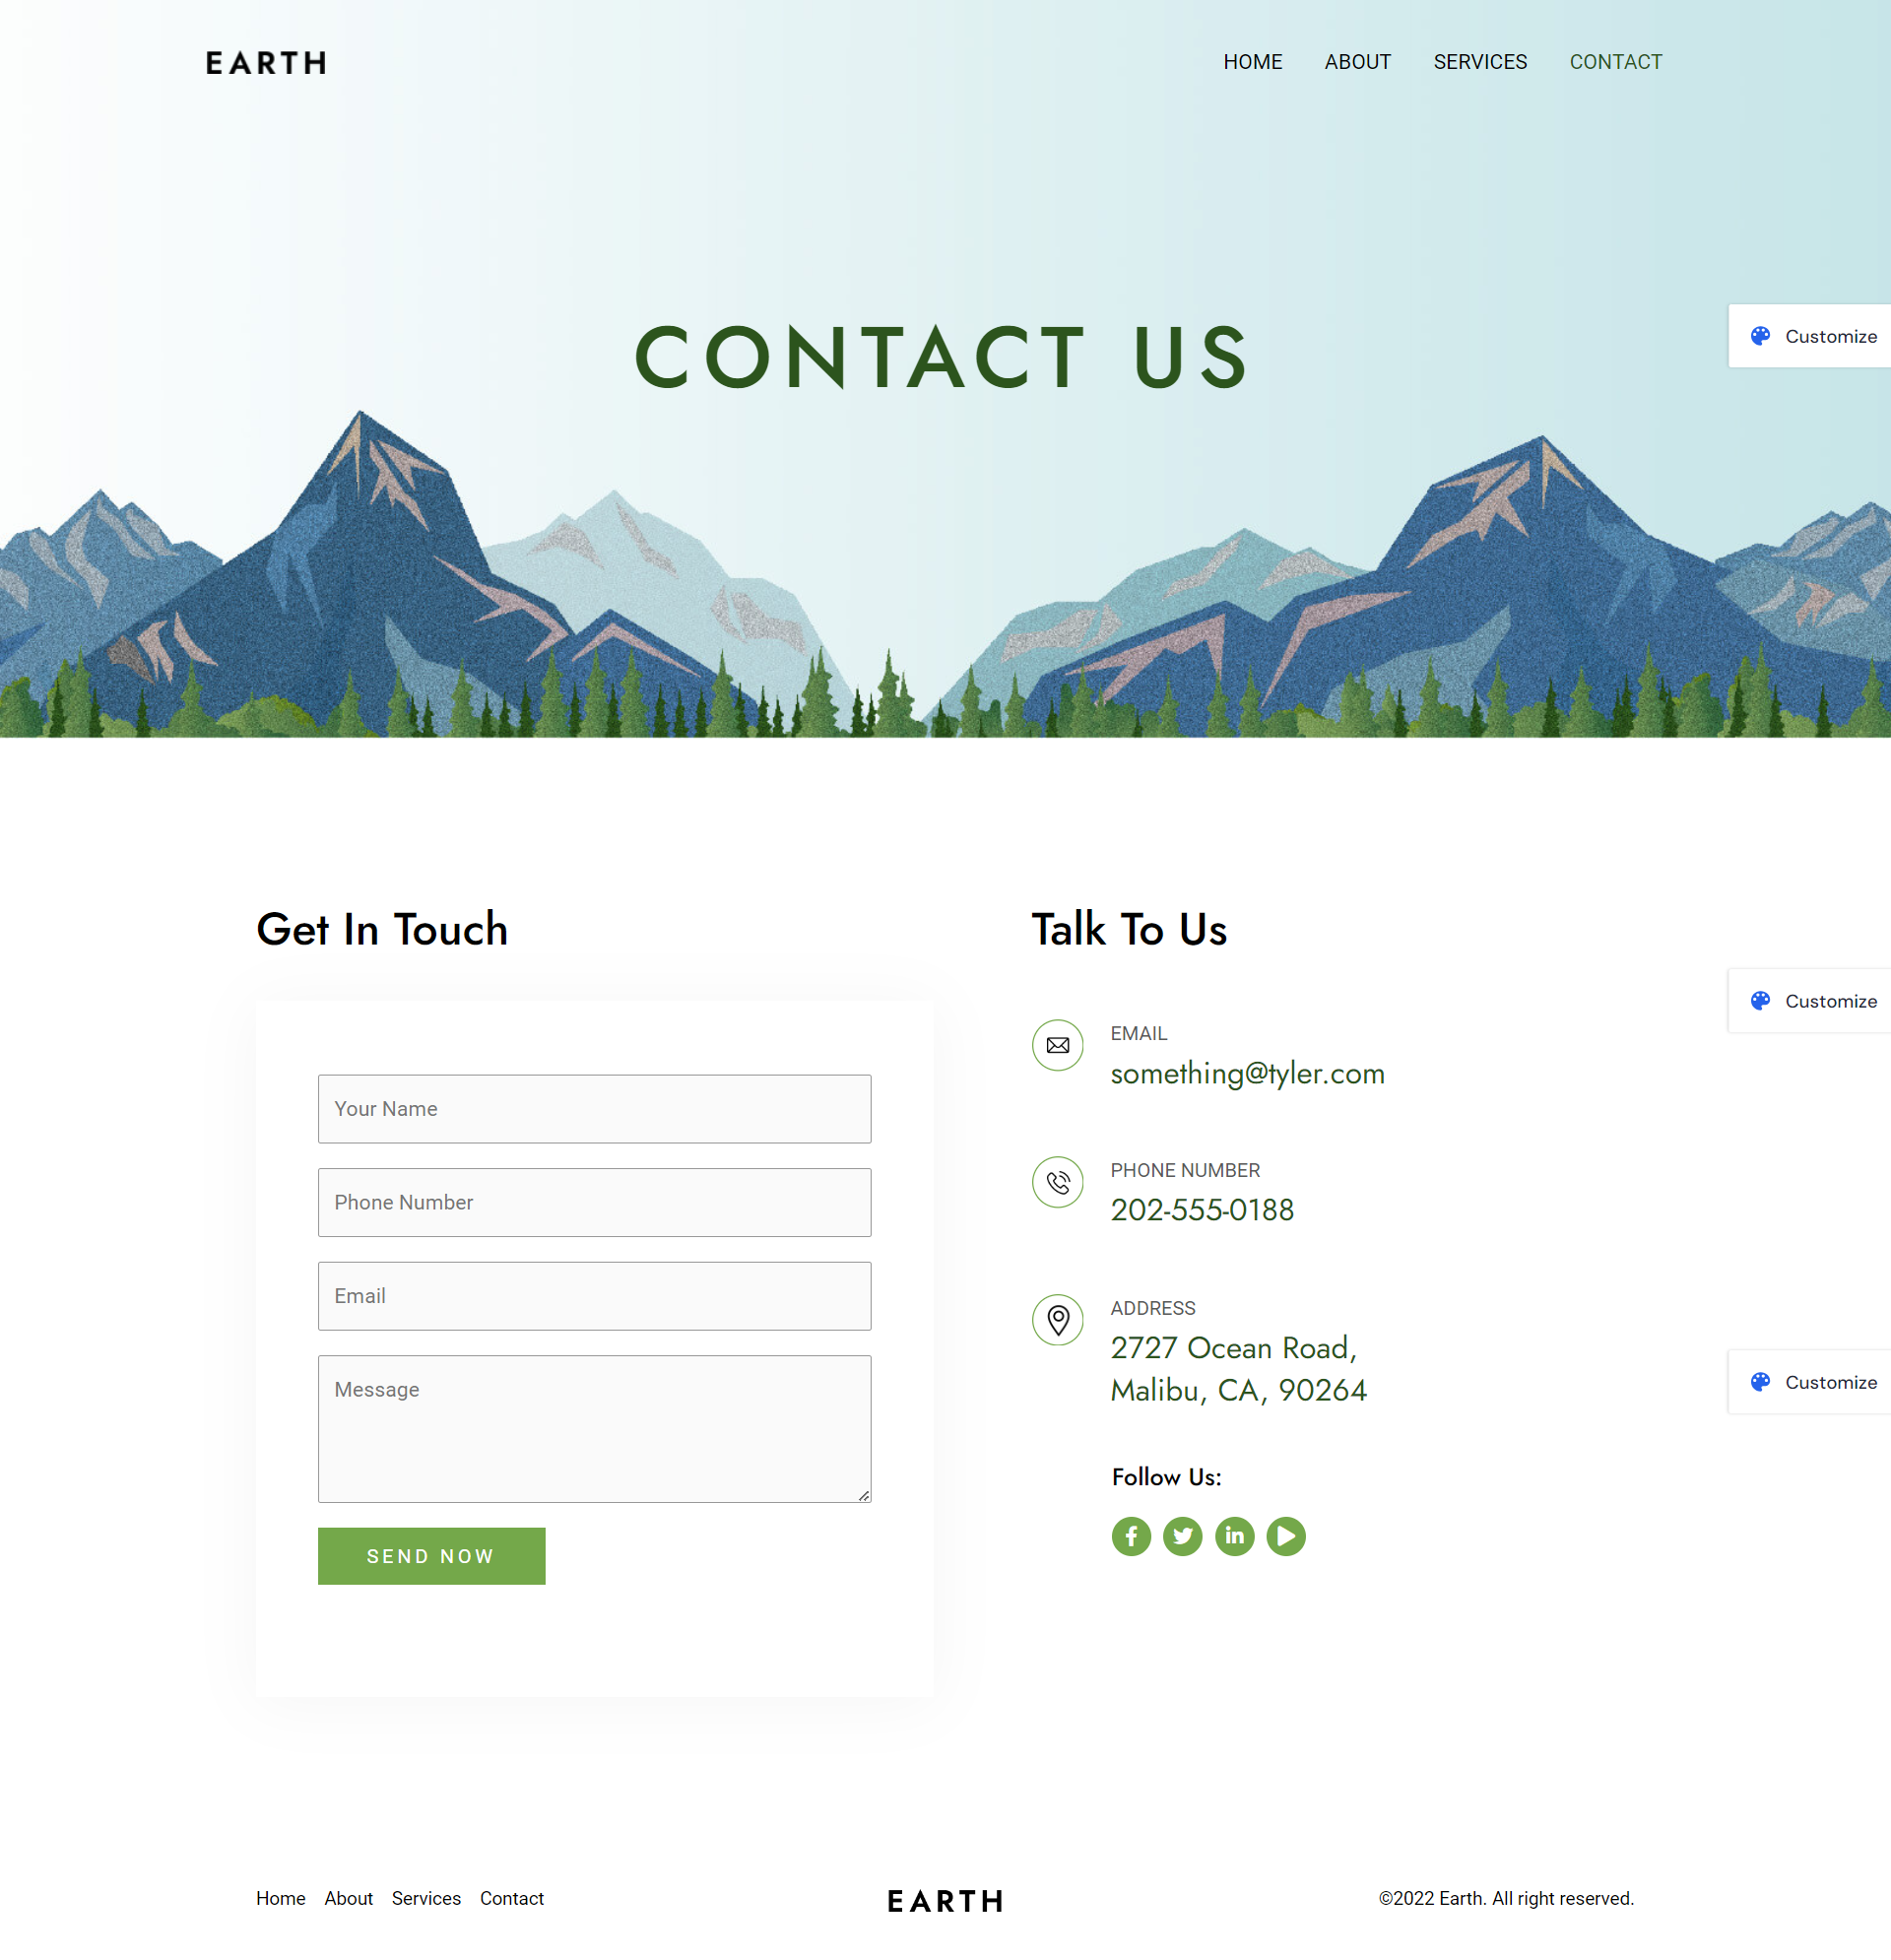 EARTH
HOME ABOUT SERVICES CONTACT
CONTACT US
Customize
Get In Touch
Your Name
Phone Number
Email
Message
SEND NOW
Talk To Us
Customize
EMAIL
something@tyler.com
PHONE NUMBER
202-555-0188
ADDRESS
2727 Ocean Road,
Malibu, CA, 90264
Customize
Follow Us:
Home About Services Contact
EARTH
©2022 Earth. All right reserved.